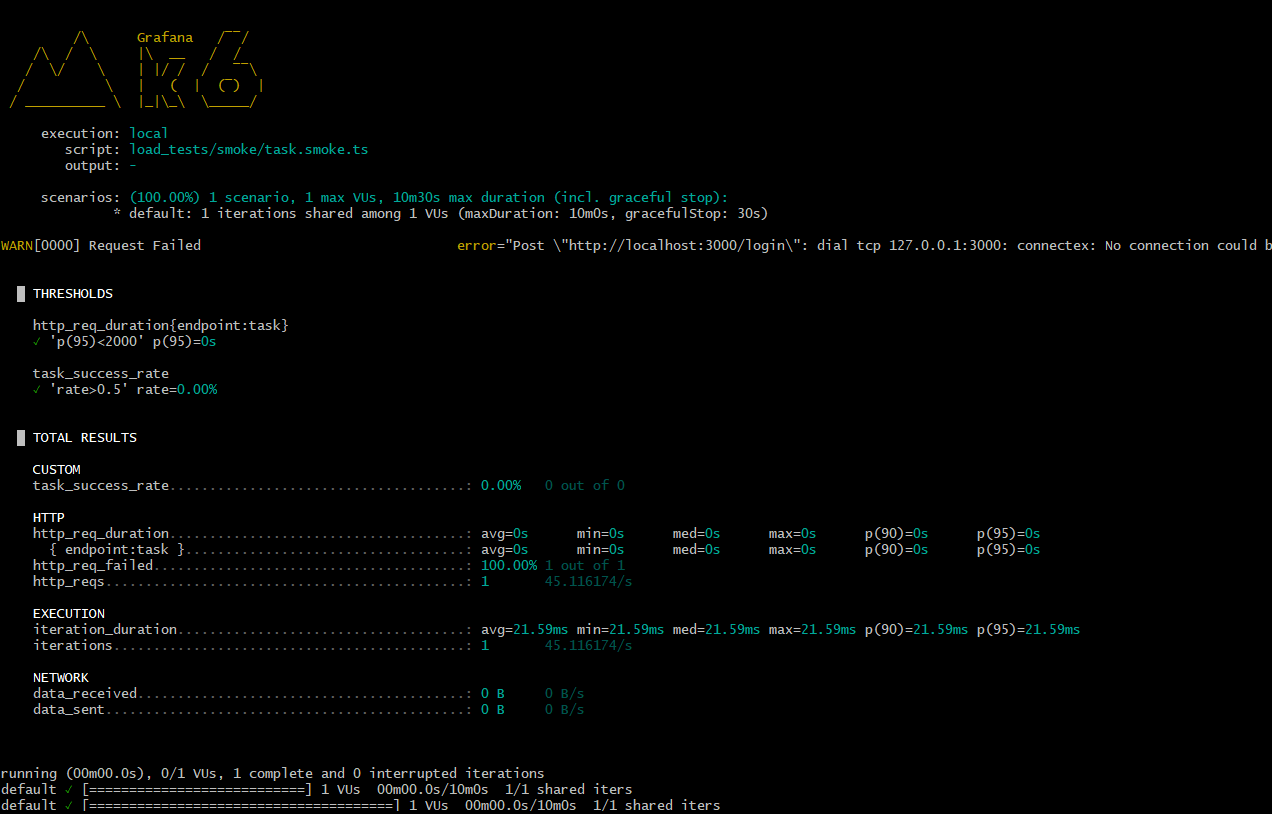 Grafana
execution: local
script: load_tests/smoke/task.smoke.ts
output: -
scenarios: (100.00%) 1 scenario, 1 max VUs, 10m30s max duration (incl. graceful stop):
* default: 1 iterations shared among 1 VUs (maxDuration: 10m0s, gracefulStop: 30s)
WARN[0000] Request Failed error="Post \"http://localhost:3000/login\": dial tcp 127.0.0.1:3000: connectex: No connection could b
THRESHOLDS
http_req_duration{endpoint:task}
✓ 'p(95)<2000' p(95)=0s
task_success_rate
✓ 'rate>0.5' rate=0.00%
TOTAL RESULTS
CUSTOM
task_success_rate.....................................: 0.00% 0 out of 0
HTTP
http_req_duration.....................................: avg=0s min=0s med=0s max=0s p(90)=0s p(95)=0s
{ endpoint:task }...................................: avg=0s min=0s med=0s max=0s p(90)=0s p(95)=0s
http_req_failed.......................................: 100.00% 1 out of 1
http_reqs.............................................: 1 45.116174/s
EXECUTION
iteration_duration....................................: avg=21.59ms min=21.59ms med=21.59ms max=21.59ms p(90)=21.59ms p(95)=21.59ms
iterations............................................: 1 45.116174/s
NETWORK
data_received.........................................: 0 B 0 B/s
data_sent.............................................: 0 B 0 B/s
running (00m00.0s), 0/1 VUs, 1 complete and 0 interrupted iterations
default ✓ [===========================] 1 VUs 00m00.0s/10m0s 1/1 shared iters
default ✓ [======================================] 1 VUs 00m00.0s/10m0s 1/1 shared iters